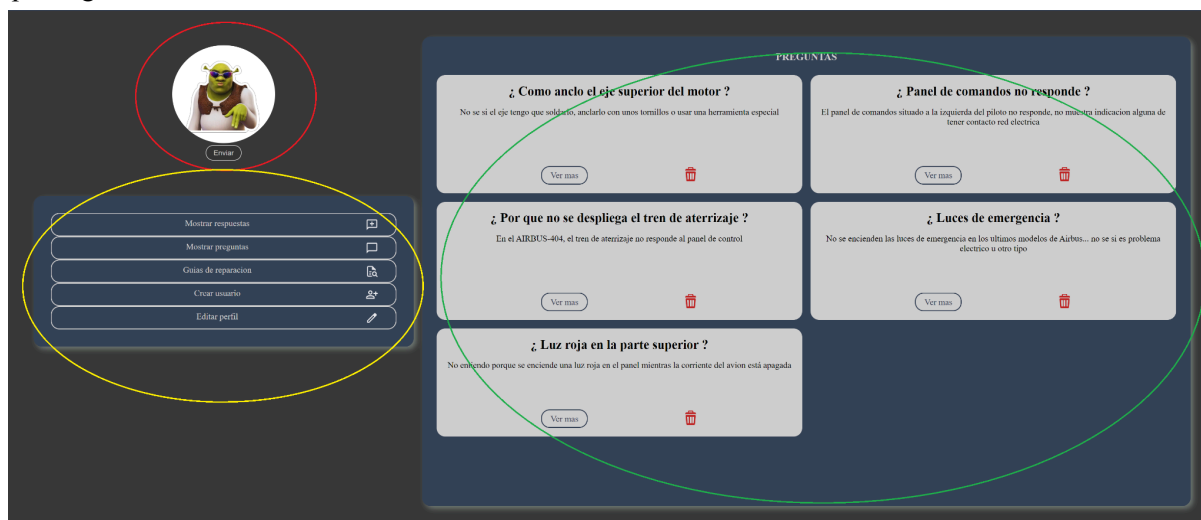 Enviar
Mostrar respuestas
Mostrar preguntas
Guias de reparacion
Crear usuario
Editar perfil
PREGUNTAS
¿ Como anclo el eje superior del motor ?
No se si el eje tengo que soldarlo, anclarlo con unos tornillos o usar una herramienta especial
Ver mas
¿ Panel de comandos no responde ?
El panel de comandos situado a la izquierda del piloto no responde, no muestra indicacion alguna de
tener contacto red electrica
Ver mas
¿ Por que no se despliega el tren de aterrizaje ?
En el AIRBUS-404, el tren de aterrizaje no responde al panel de control
Ver mas
¿ Luces de emergencia ?
No se encienden las luces de emergencia en los ultimos modelos de Airbus... no se si es problema
electrico u otro tipo
Ver mas
¿ Luz roja en la parte superior ?
No entiendo porque se enciende una luz roja en el panel mientras la corriente del avion está apagada
Ver mas